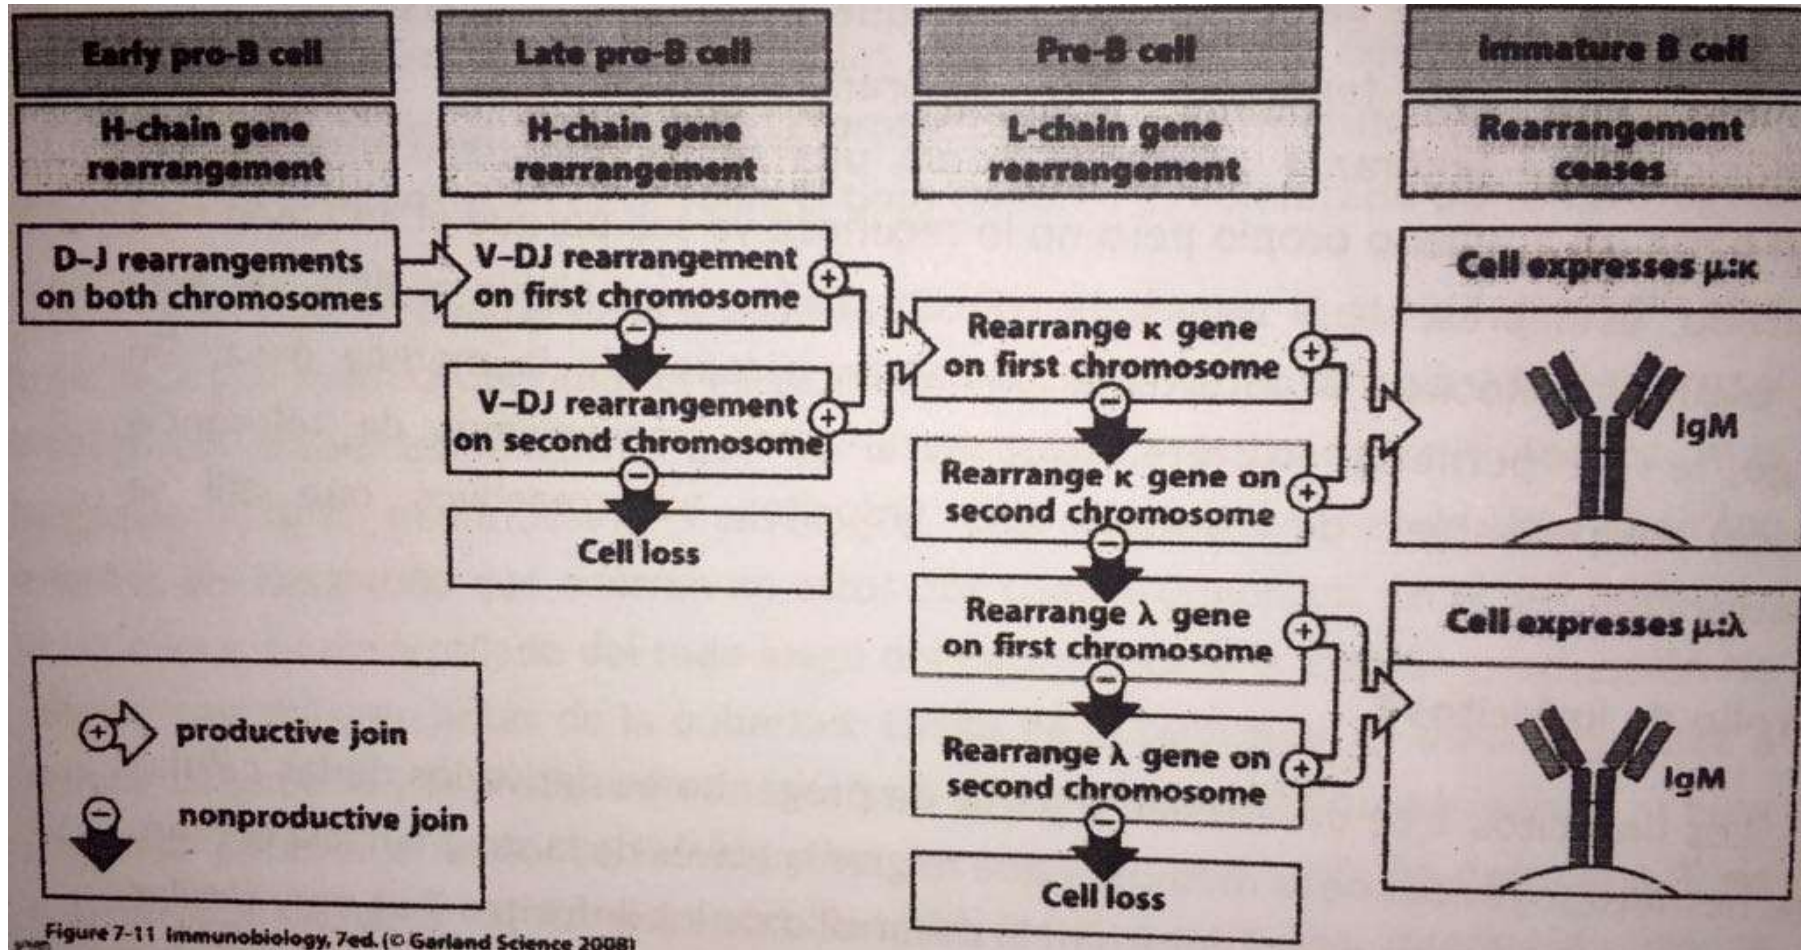 Early pro-B cell
Late pro-B cell
Pre-B cell
Immature B cell
H-chain gene
rearrangement
H-chain gene
rearrangement
L-chain gene
rearrangement
Rearrangement
ceases
D–J rearrangements
on both chromosomes
V–DJ rearrangement
on first chromosome
+
−
V–DJ rearrangement
on second chromosome
+
−
Cell loss
Rearrange κ gene
on first chromosome
+
−
Rearrange κ gene on
second chromosome
+
−
Rearrange λ gene
on first chromosome
+
−
Rearrange λ gene on
second chromosome
+
−
Cell loss
Cell expresses μ:κ
IgM
Cell expresses μ:λ
IgM
+ productive join
− nonproductive join
Figure 7-11 Immunobiology, 7ed. (© Garland Science 2008)